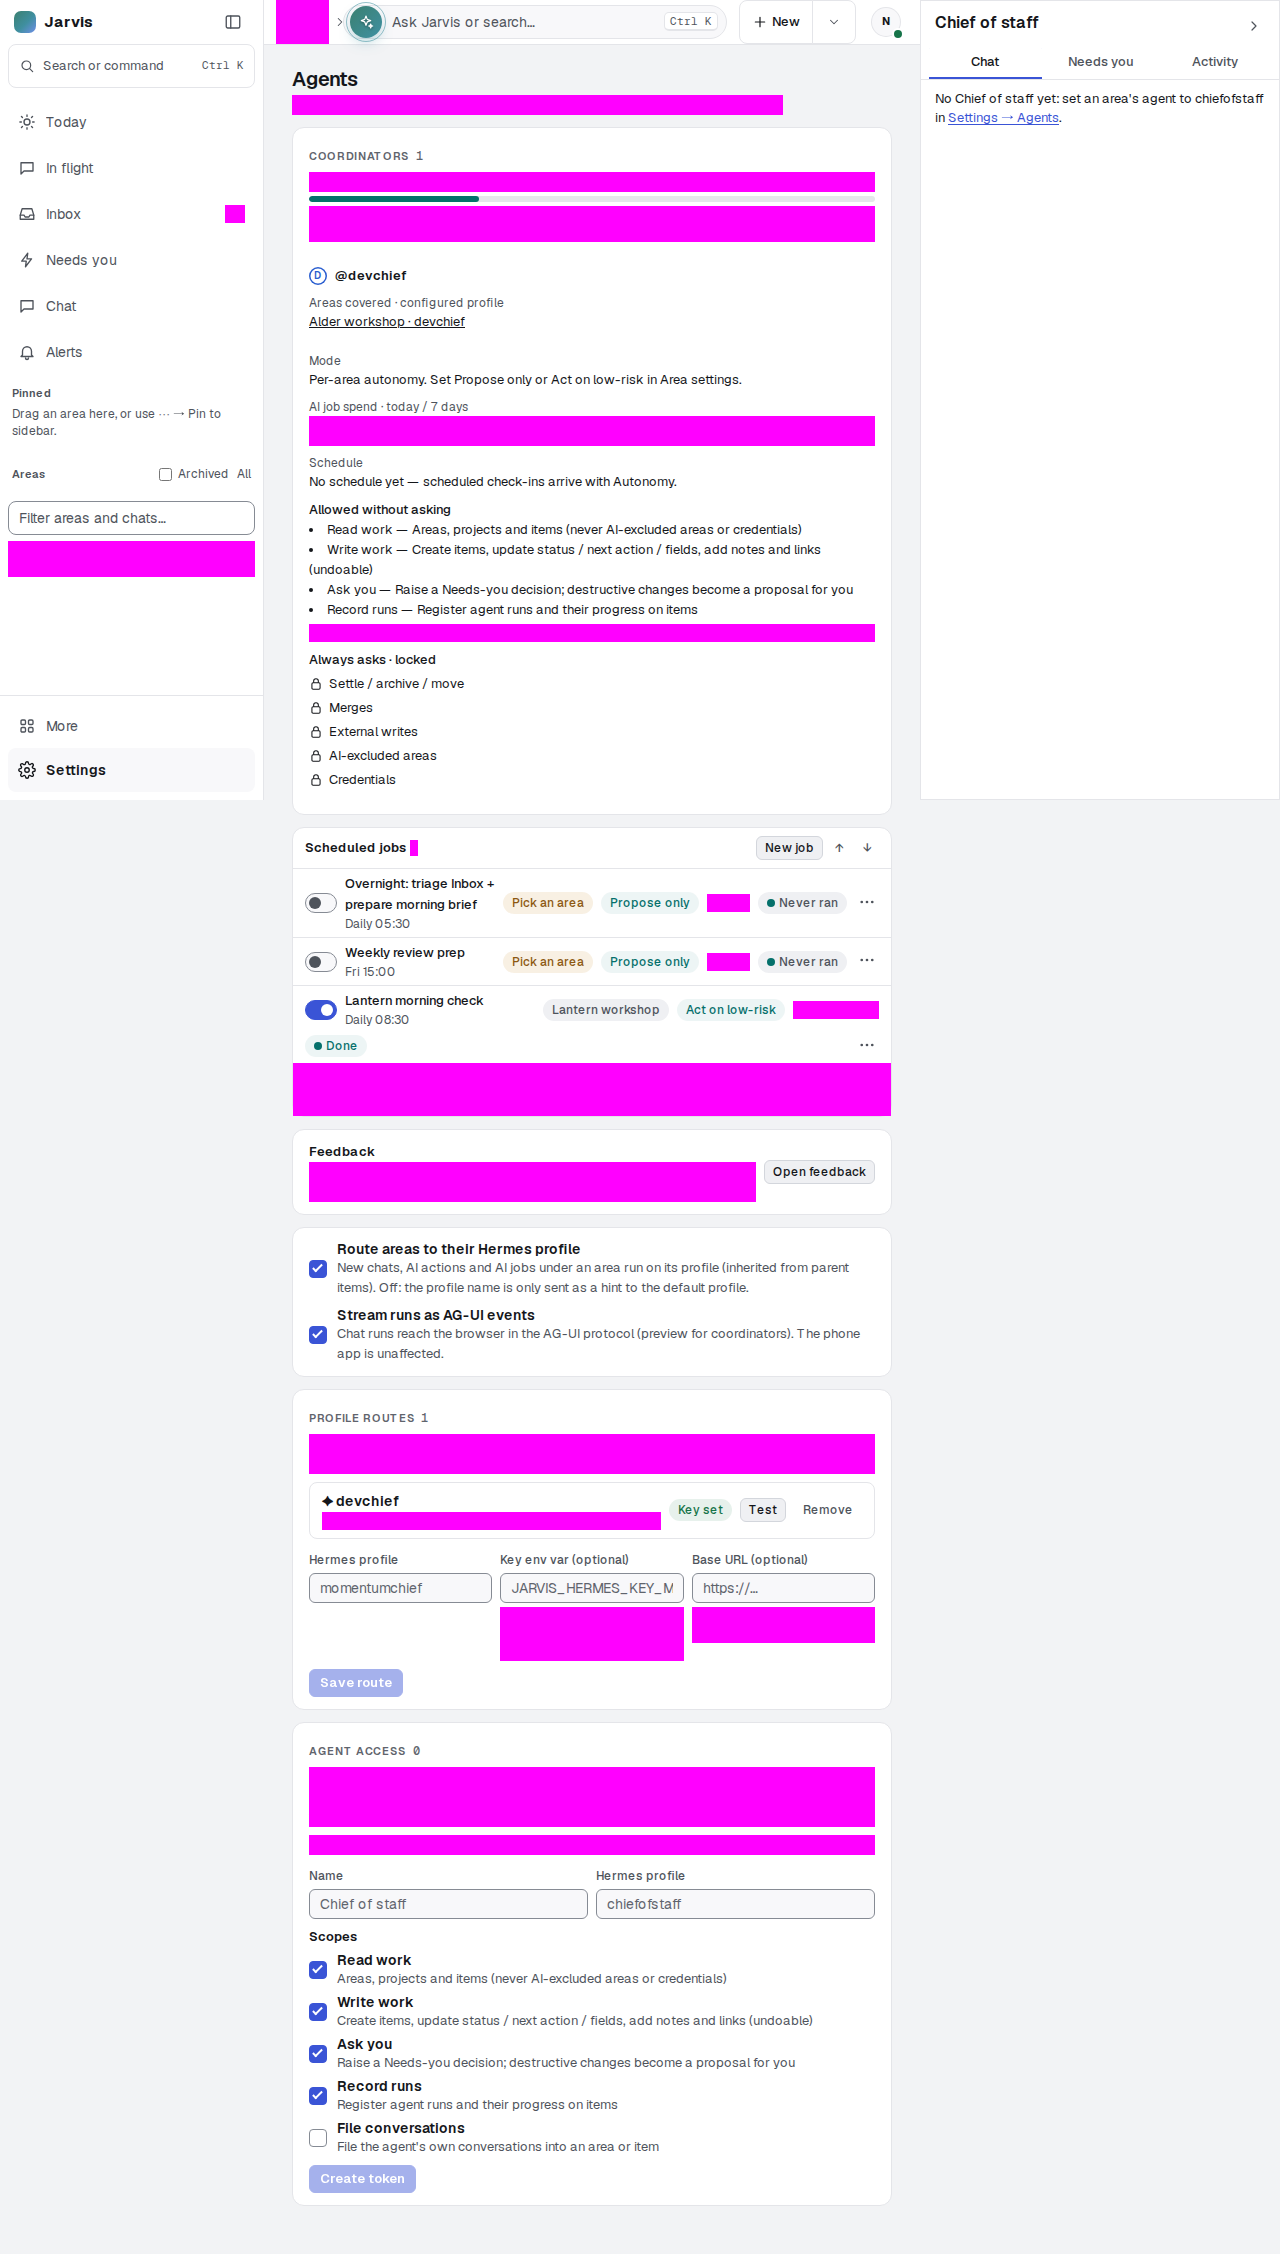 Jarvis
Search or command Ctrl K
Today
In flight
Inbox
Needs you
Chat
Alerts
Pinned
Drag an area here, or use ··· → Pin to
sidebar.
Areas Archived All
Filter areas and chats...
More
Settings
Ask Jarvis or search... Ctrl K
New
N
Agents
COORDINATORS 1
D @devchief
Areas covered · configured profile
Alder workshop · devchief
Mode
Per-area autonomy. Set Propose only or Act on low-risk in Area settings.
AI job spend · today / 7 days
Schedule
No schedule yet — scheduled check-ins arrive with Autonomy.
Allowed without asking
• Read work — Areas, projects and items (never AI-excluded areas or credentials)
• Write work — Create items, update status / next action / fields, add notes and links
(undoable)
• Ask you — Raise a Needs-you decision; destructive changes become a proposal for you
• Record runs — Register agent runs and their progress on items
Always asks · locked
Settle / archive / move
Merges
External writes
AI-excluded areas
Credentials
Scheduled jobs New job ↑ ↓
Overnight: triage Inbox +
prepare morning brief
Daily 05:30
Pick an area Propose only Never ran ···
Weekly review prep
Fri 15:00
Pick an area Propose only Never ran ···
Lantern morning check
Daily 08:30
Lantern workshop Act on low-risk
Done ···
Feedback
Open feedback
Route areas to their Hermes profile
New chats, AI actions and AI jobs under an area run on its profile (inherited from parent
items). Off: the profile name is only sent as a hint to the default profile.
Stream runs as AG-UI events
Chat runs reach the browser in the AG-UI protocol (preview for coordinators). The phone
app is unaffected.
PROFILE ROUTES 1
devchief
Key set Test Remove
Hermes profile Key env var (optional) Base URL (optional)
momentumchief JARVIS_HERMES_KEY_M https://...
Save route
AGENT ACCESS 0
Name Hermes profile
Chief of staff chiefofstaff
Scopes
Read work
Areas, projects and items (never AI-excluded areas or credentials)
Write work
Create items, update status / next action / fields, add notes and links (undoable)
Ask you
Raise a Needs-you decision; destructive changes become a proposal for you
Record runs
Register agent runs and their progress on items
File conversations
File the agent's own conversations into an area or item
Create token
Chief of staff
Chat Needs you Activity
No Chief of staff yet: set an area's agent to chiefofstaff
in Settings → Agents.